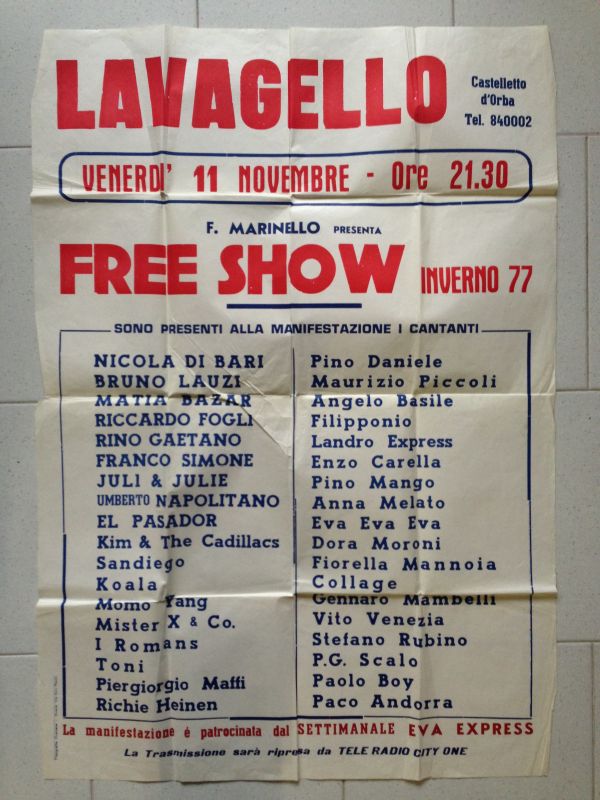 LAVAGELLO
Castelletto
d'Orba
Tel. 840002
VENERDI' 11 NOVEMBRE - Ore 21.30
F. MARINELLO PRESENTA
FREE SHOW INVERNO 77
SONO PRESENTI ALLA MANIFESTAZIONE I CANTANTI
NICOLA DI BARI
BRUNO LAUZI
MATIA BAZAR
RICCARDO FOGLI
RINO GAETANO
FRANCO SIMONE
JULI & JULIE
UMBERTO NAPOLITANO
EL PASADOR
Kim & The Cadillacs
Sandiego
Koala
Momo Yang
Mister X & Co.
I Romans
Toni
Piergiorgio Maffi
Richie Heinen
Pino Daniele
Maurizio Piccoli
Angelo Basile
Filipponio
Landro Express
Enzo Carella
Pino Mango
Anna Melato
Eva Eva Eva
Dora Moroni
Fiorella Mannoia
Collage
Gennaro Mambelli
Vito Venezia
Stefano Rubino
P.G. Scalo
Paolo Boy
Paco Andorra
La manifestazione é patrocinata dal SETTIMANALE EVA EXPRESS
La Trasmissione sarà ripresa da TELE RADIO CITY ONE